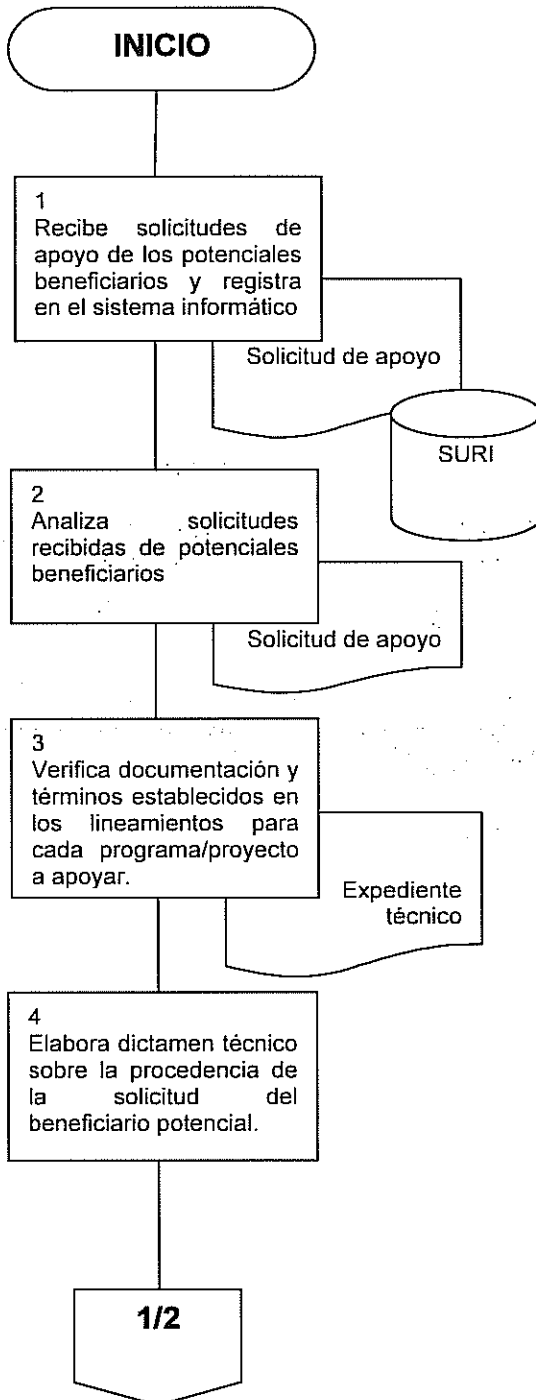 INICIO
1
Recibe solicitudes de
apoyo de los potenciales
beneficiarios y registra
en el sistema informático
Solicitud de apoyo
SURI
2
Analiza solicitudes
recibidas de potenciales
beneficiarios
Solicitud de apoyo
3
Verifica documentación y
términos establecidos en
los lineamientos para
cada programa/proyecto
a apoyar.
Expediente
técnico
4
Elabora dictamen técnico
sobre la procedencia de
la solicitud del
beneficiario potencial.
1/2